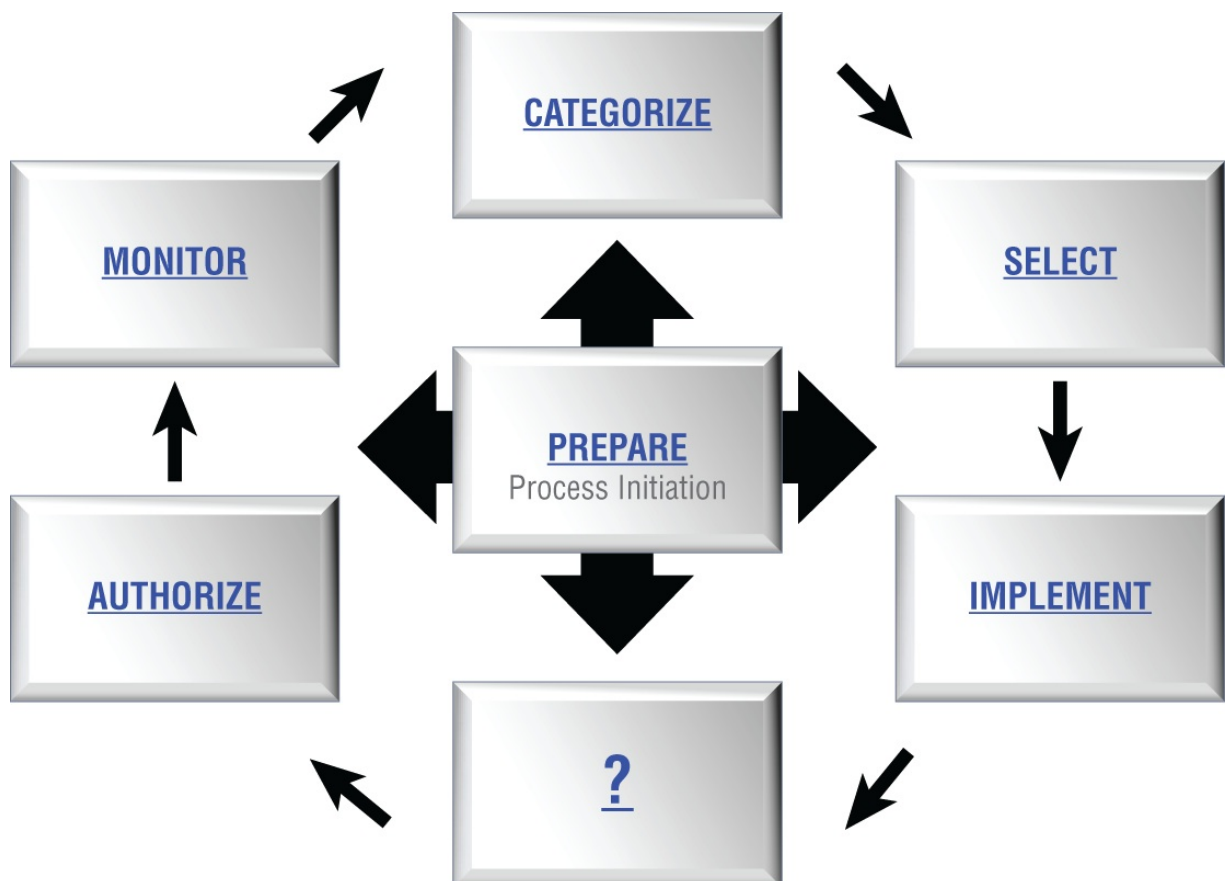 CATEGORIZE
MONITOR
SELECT
PREPARE
Process Initiation
AUTHORIZE
IMPLEMENT
?